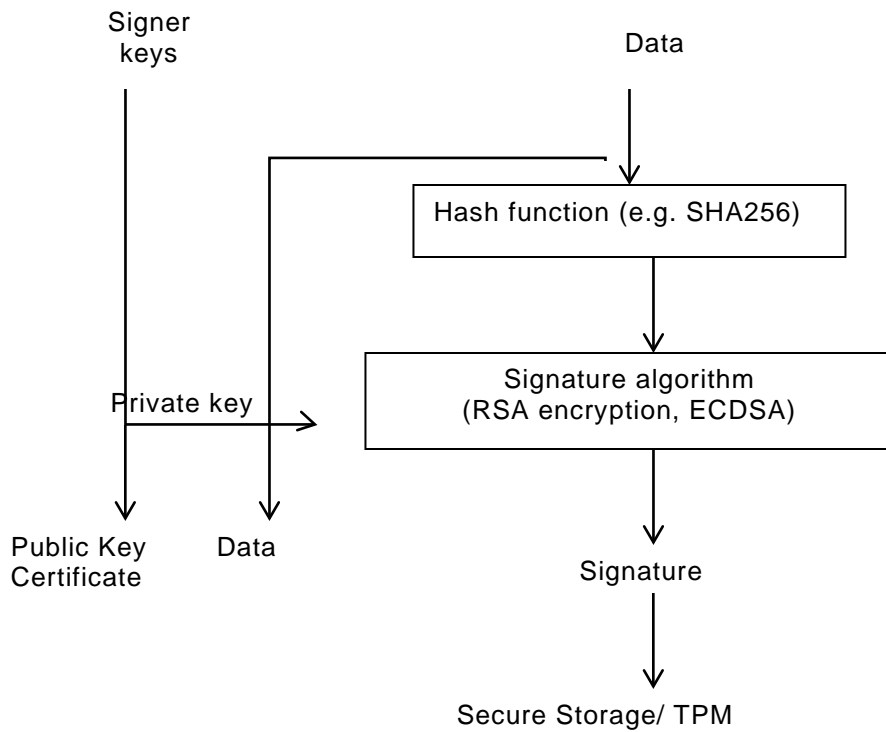 Signer
keys
Data
Hash function (e.g. SHA256)
Signature algorithm
(RSA encryption, ECDSA)
Private key
Public Key
Certificate
Data
Signature
Secure Storage/ TPM